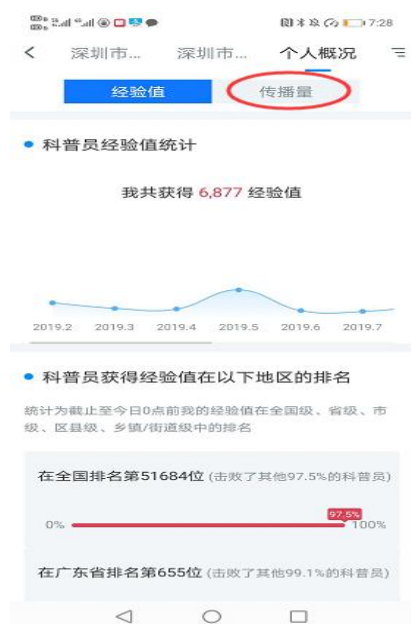 7:28
深圳市... 深圳市... 个人概况
经验值 传播量
科普员经验值统计
我共获得 6,877 经验值
2019.2 2019.3 2019.4 2019.5 2019.6 2019.7
科普员获得经验值在以下地区的排名
统计为截止至今日0点前我的经验值在全国级、省级、市
级、区县级、乡镇/街道级中的排名
在全国排名第51684位 (击败了其他97.5%的科普员)
97.5%
0% 100%
在广东省排名第655位 (击败了其他99.1%的科普员)